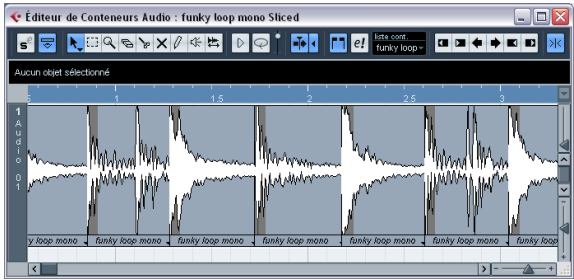 Éditeur de Conteneurs Audio : funky loop mono Sliced
s e!
liste cont.
funky loop
Aucun objet sélectionné
1 1.5 2 2.5 3
1
Audio 01
y loop mono funky loop mono funky loop mono funky loop mono funky loop mono funky loop mono funky loop